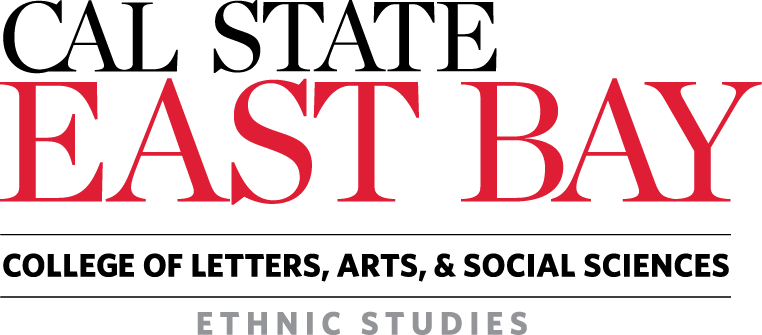 CAL STATE
EAST BAY
COLLEGE OF LETTERS, ARTS, & SOCIAL SCIENCES
ETHNIC STUDIES